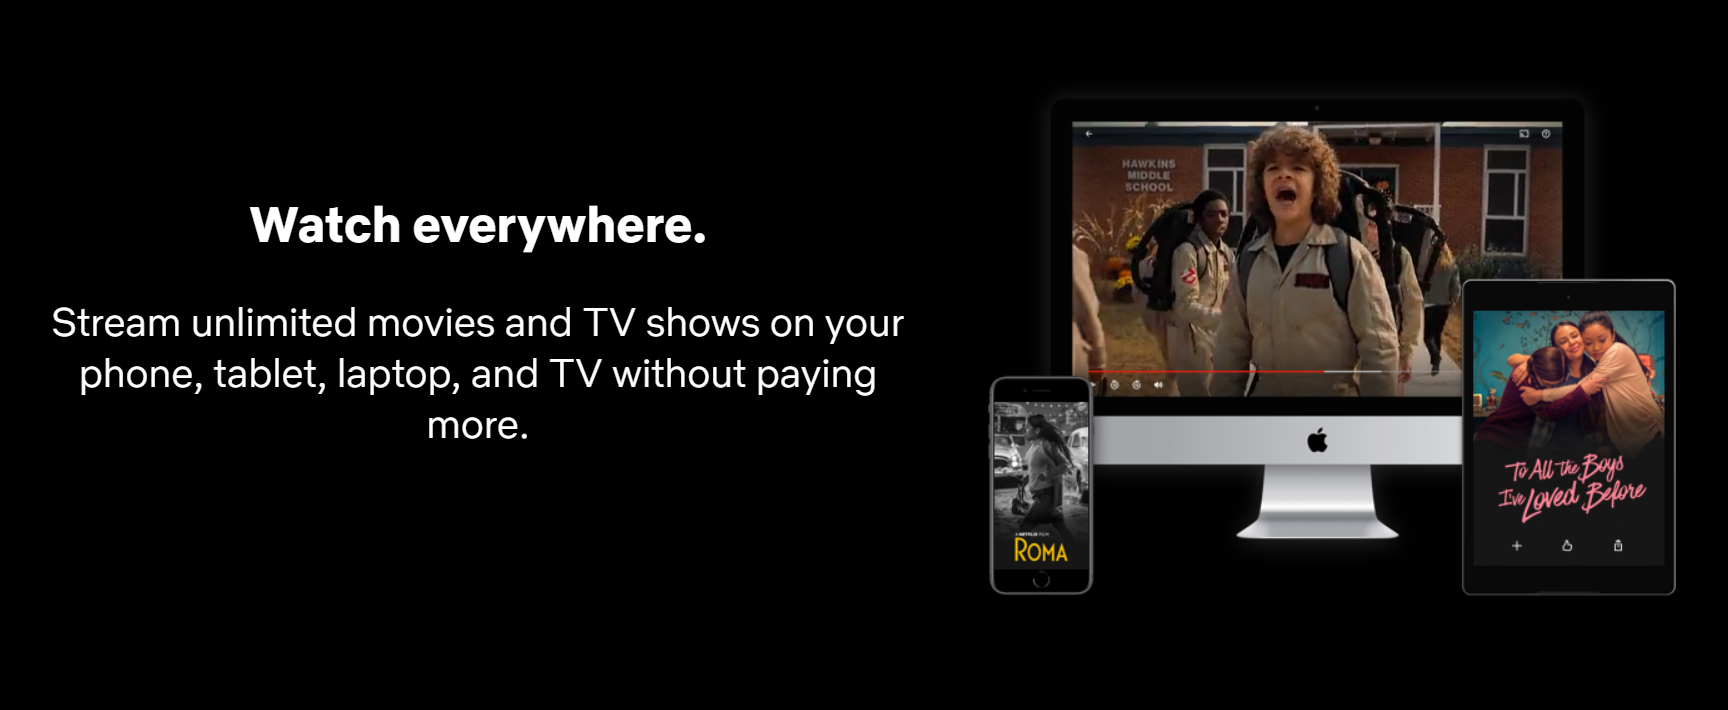 Watch everywhere.
Stream unlimited movies and TV shows on your
phone, tablet, laptop, and TV without paying
more.
HAWKINS
MIDDLE
SCHOOL
A NETFLIX FILM
ROMA
To All the Boys
I've Loved Before